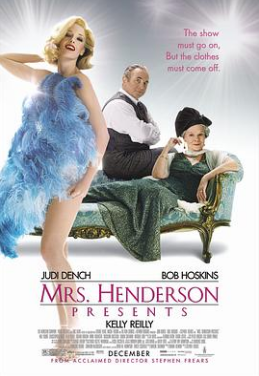 The show
must go on,
But the clothes
must come off.
JUDI DENCH BOB HOSKINS
MRS. HENDERSON
PRESENTS
KELLY REILLY
R DECEMBER
FROM ACCLAIMED DIRECTOR STEPHEN FREARS